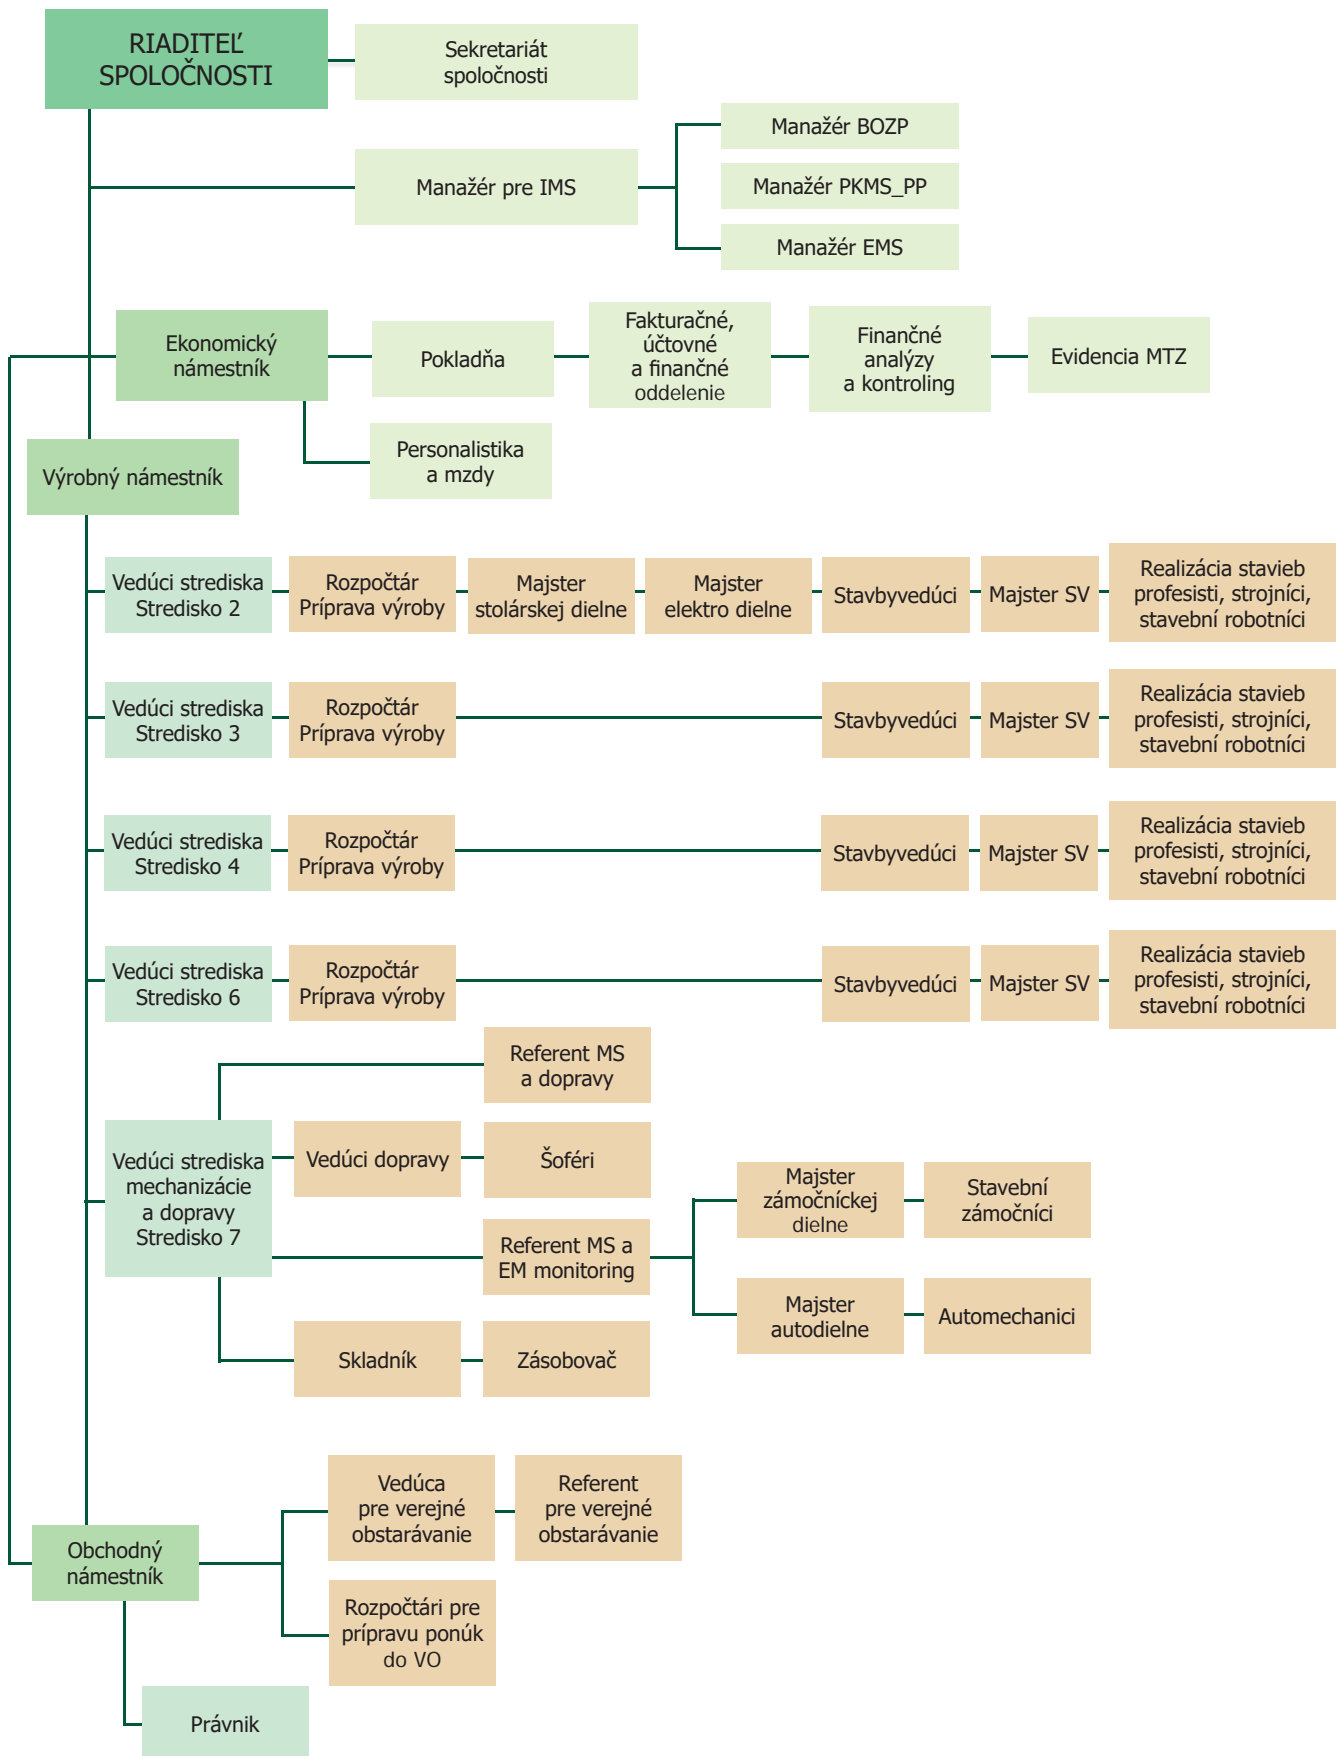 RIADITEĽ
SPOLOČNOSTI
Sekretariát
spoločnosti
Manažér BOZP
Manažér pre IMS
Manažér PKMS_PP
Manažér EMS
Ekonomický
námestník
Pokladňa
Fakturačné,
účtovné
a finančné
oddelenie
Finančné
analýzy
a kontroling
Evidencia MTZ
Personalistika
a mzdy
Výrobný námestník
Vedúci strediska
Stredisko 2
Rozpočtár
Príprava výroby
Majster
stolárskej dielne
Majster
elektro dielne
Stavbyvedúci
Majster SV
Realizácia stavieb
profesisti, strojníci,
stavební robotníci
Vedúci strediska
Stredisko 3
Rozpočtár
Príprava výroby
Stavbyvedúci
Majster SV
Realizácia stavieb
profesisti, strojníci,
stavební robotníci
Vedúci strediska
Stredisko 4
Rozpočtár
Príprava výroby
Stavbyvedúci
Majster SV
Realizácia stavieb
profesisti, strojníci,
stavební robotníci
Vedúci strediska
Stredisko 6
Rozpočtár
Príprava výroby
Stavbyvedúci
Majster SV
Realizácia stavieb
profesisti, strojníci,
stavební robotníci
Referent MS
a dopravy
Vedúci strediska
mechanizácie
a dopravy
Stredisko 7
Vedúci dopravy
Šoféri
Referent MS a
EM monitoring
Majster
zámočníckej
dielne
Stavební
zámočníci
Majster
autodielne
Automechanici
Skladník
Zásobovač
Vedúca
pre verejné
obstarávanie
Referent
pre verejné
obstarávanie
Obchodný
námestník
Rozpočtári pre
prípravu ponúk
do VO
Právnik